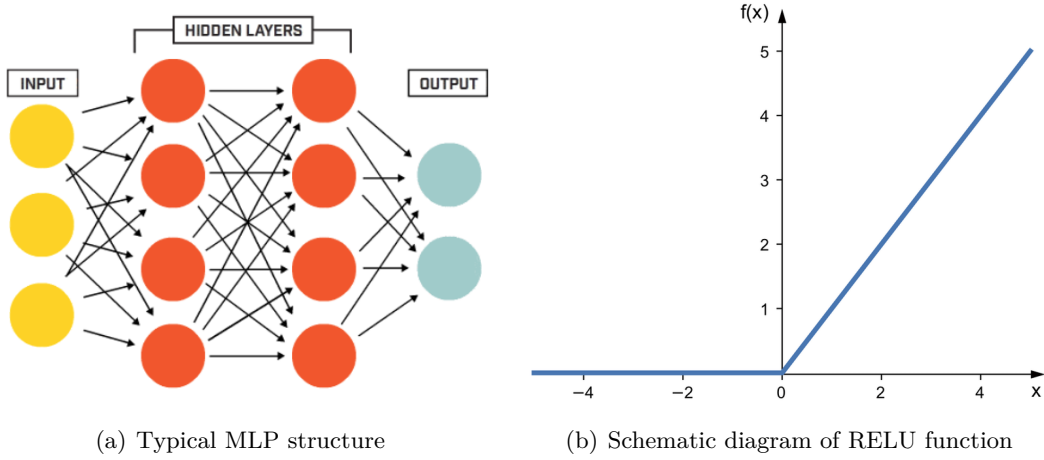 HIDDEN LAYERS
INPUT
OUTPUT
f(x)
5
4
3
2
1
−4
−2
0
2
4
x
(a) Typical MLP structure
(b) Schematic diagram of RELU function